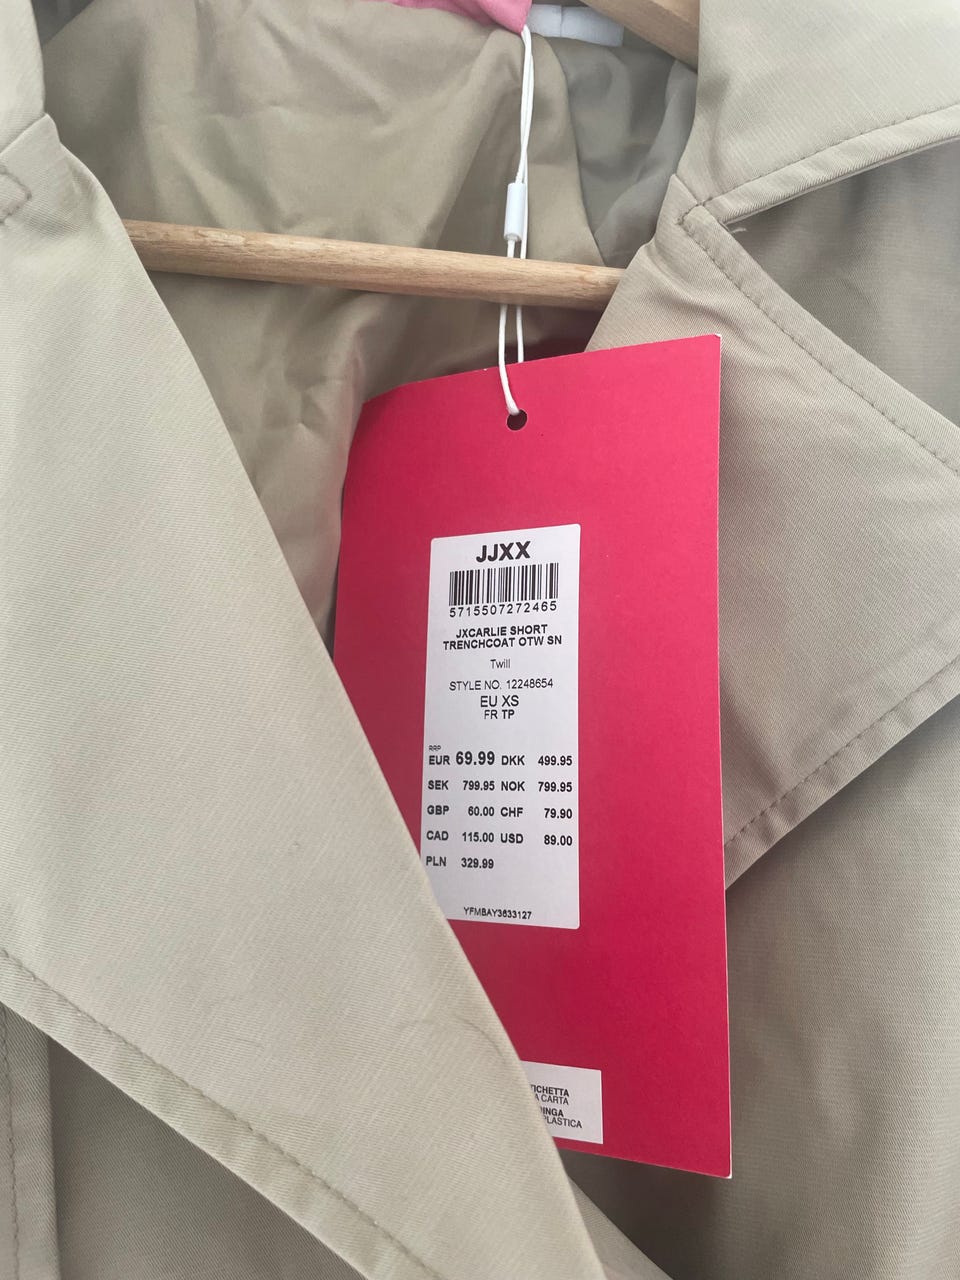 JJXX
5715507272465
JXCARLIE SHORT
TRENCHCOAT OTW SN
Twill
STYLE NO. 12248654
EU XS
FR TP
RRP
EUR 69.99 DKK 499.95
SEK 799.95 NOK 799.95
GBP 60.00 CHF 79.90
CAD 115.00 USD 89.00
PLN 329.99
YFMBAY3633127
CARTA
PLASTICA